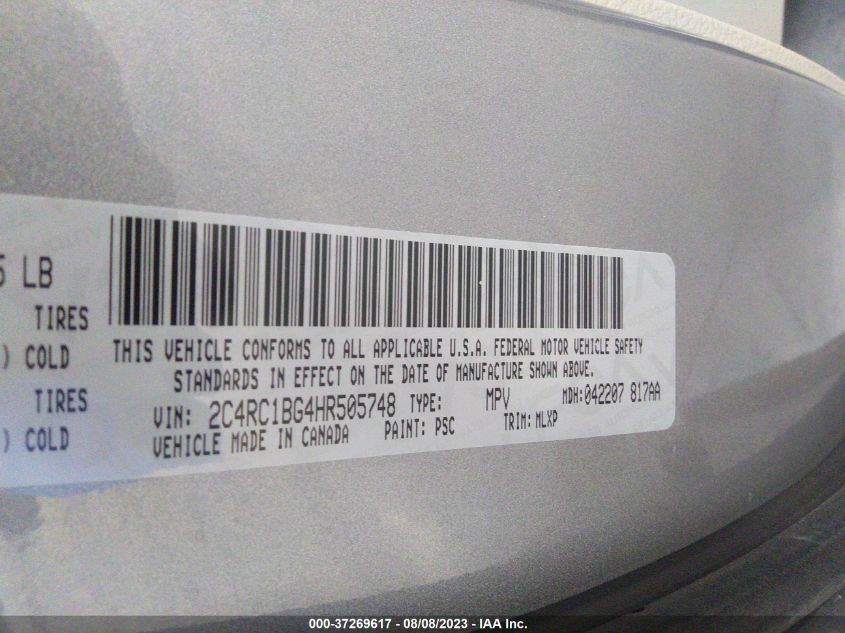 5 LB
TIRES
) COLD
TIRES
) COLD
THIS VEHICLE CONFORMS TO ALL APPLICABLE U.S.A. FEDERAL MOTOR VEHICLE SAFETY
STANDARDS IN EFFECT ON THE DATE OF MANUFACTURE SHOWN ABOVE.
VIN: 2C4RC1BG4HR505748 TYPE: MPV MDH:042207 817AA
VEHICLE MADE IN CANADA PAINT: PSC TRIM: MLXP
000-37269617 - 08/08/2023 - IAA Inc.